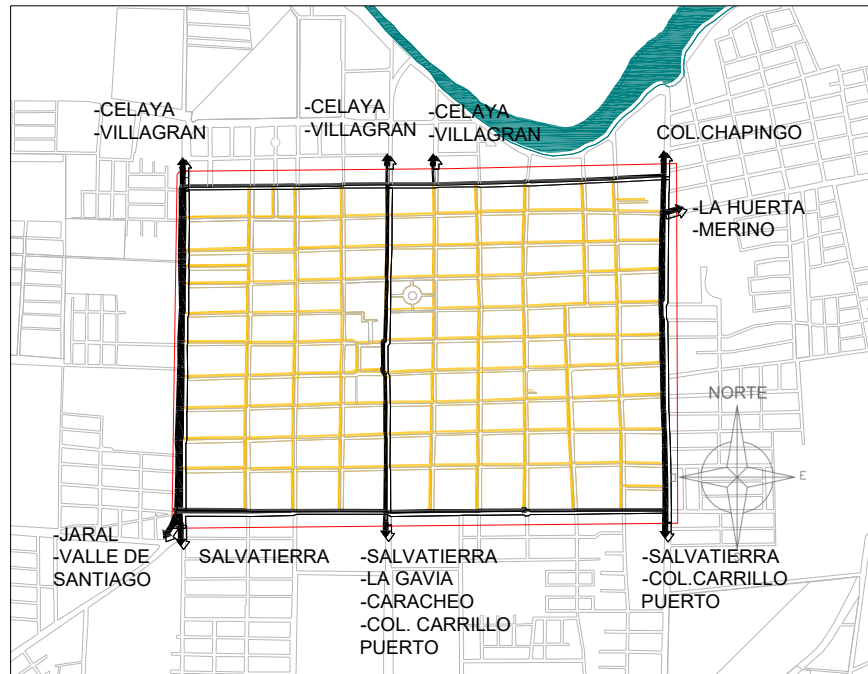 -CELAYA
-VILLAGRAN
-CELAYA
-VILLAGRAN
-CELAYA
-VILLAGRAN
COL.CHAPINGO
-LA HUERTA
-MERINO
NORTE
E
-JARAL
-VALLE DE
SANTIAGO
SALVATIERRA
-SALVATIERRA
-LA GAVIA
-CARACHEO
-COL. CARRILLO
PUERTO
-SALVATIERRA
-COL.CARRILLO
PUERTO